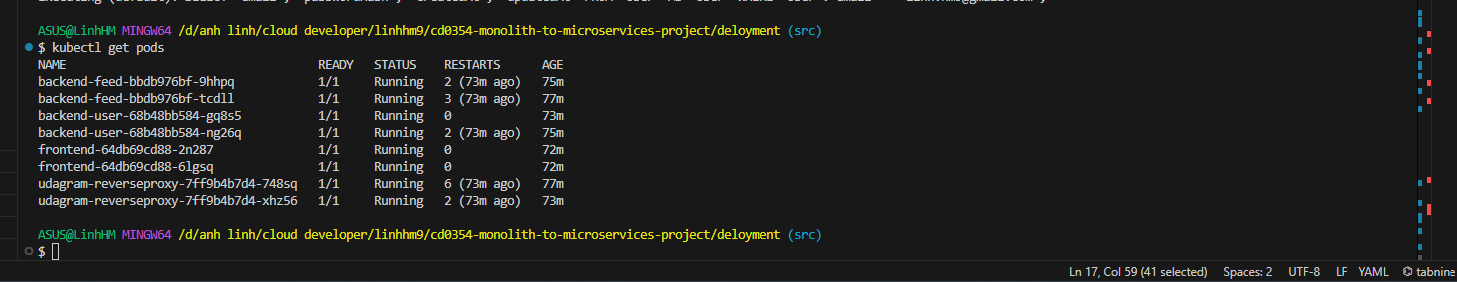 ASUS@LinhHM MINGW64 /d/anh linh/cloud developer/linhhm9/cd0354-monolith-to-microservices-project/deloyment (src)
$ kubectl get pods
NAME READY STATUS RESTARTS AGE
backend-feed-bbdb976bf-9hhpq 1/1 Running 2 (73m ago) 75m
backend-feed-bbdb976bf-tcdll 1/1 Running 3 (73m ago) 77m
backend-user-68b48bb584-gq8s5 1/1 Running 0 73m
backend-user-68b48bb584-ng26q 1/1 Running 2 (73m ago) 75m
frontend-64db69cd88-2n287 1/1 Running 0 72m
frontend-64db69cd88-6lgsq 1/1 Running 0 72m
udagram-reverseproxy-7ff9b4b7d4-748sq 1/1 Running 6 (73m ago) 77m
udagram-reverseproxy-7ff9b4b7d4-xhz56 1/1 Running 2 (73m ago) 73m
ASUS@LinhHM MINGW64 /d/anh linh/cloud developer/linhhm9/cd0354-monolith-to-microservices-project/deloyment (src)
$
Ln 17, Col 59 (41 selected) Spaces: 2 UTF-8 LF YAML tabnine